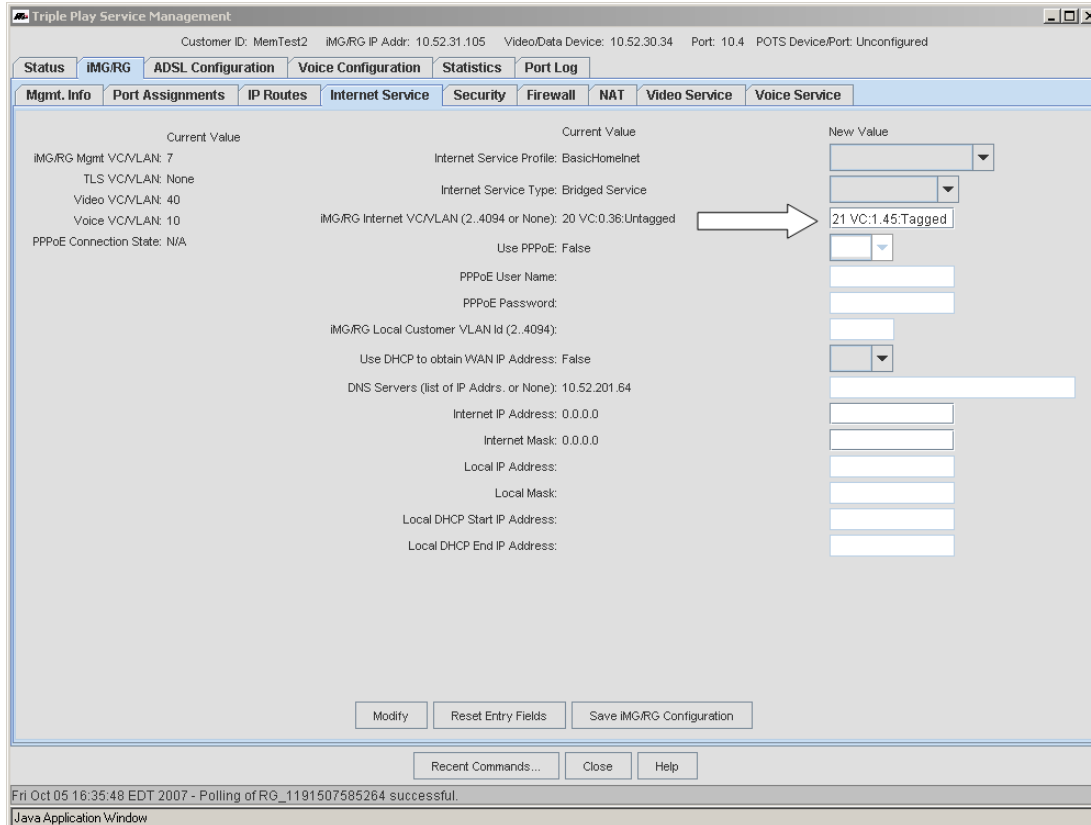 Triple Play Service Management
Customer ID: MemTest2 iMG/RG IP Addr: 10.52.31.105 Video/Data Device: 10.52.30.34 Port: 10.4 POTS Device/Port: Unconfigured
Status iMG/RG ADSL Configuration Voice Configuration Statistics Port Log
Mgmt. Info Port Assignments IP Routes Internet Service Security Firewall NAT Video Service Voice Service
Current Value
iMG/RG Mgmt VC/VLAN: 7
TLS VC/VLAN: None
Video VC/VLAN: 40
Voice VC/VLAN: 10
PPPoE Connection State: N/A
Current Value New Value
Internet Service Profile: BasicHomeInet
Internet Service Type: Bridged Service
iMG/RG Internet VC/VLAN (2..4094 or None): 20 VC:0.36:Untagged 21 VC:1.45:Tagged
Use PPPoE: False
PPPoE User Name:
PPPoE Password:
iMG/RG Local Customer VLAN Id (2..4094):
Use DHCP to obtain WAN IP Address: False
DNS Servers (list of IP Addrs. or None): 10.52.201.64
Internet IP Address: 0.0.0.0
Internet Mask: 0.0.0.0
Local IP Address:
Local Mask:
Local DHCP Start IP Address:
Local DHCP End IP Address:
Modify Reset Entry Fields Save iMG/RG Configuration
Recent Commands... Close Help
Fri Oct 05 16:35:48 EDT 2007 - Polling of RG_1191507585264 successful.
Java Application Window